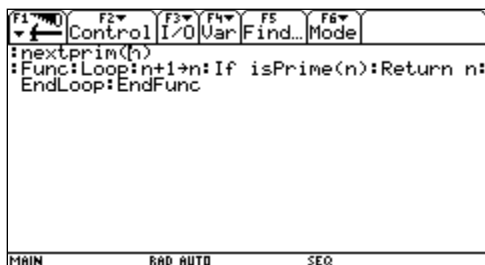 F1 F2 F3 F4 F5 F6
Control I/O Var Find... Mode
:nextprim(n)
:Func:Loop:n+1→n:If isPrime(n):Return n:
EndLoop:EndFunc
MAIN RAD AUTO SEQ